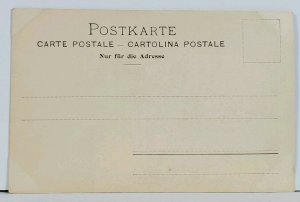 POSTKARTE
CARTE POSTALE — CARTOLINA POSTALE
Nur für die Adresse